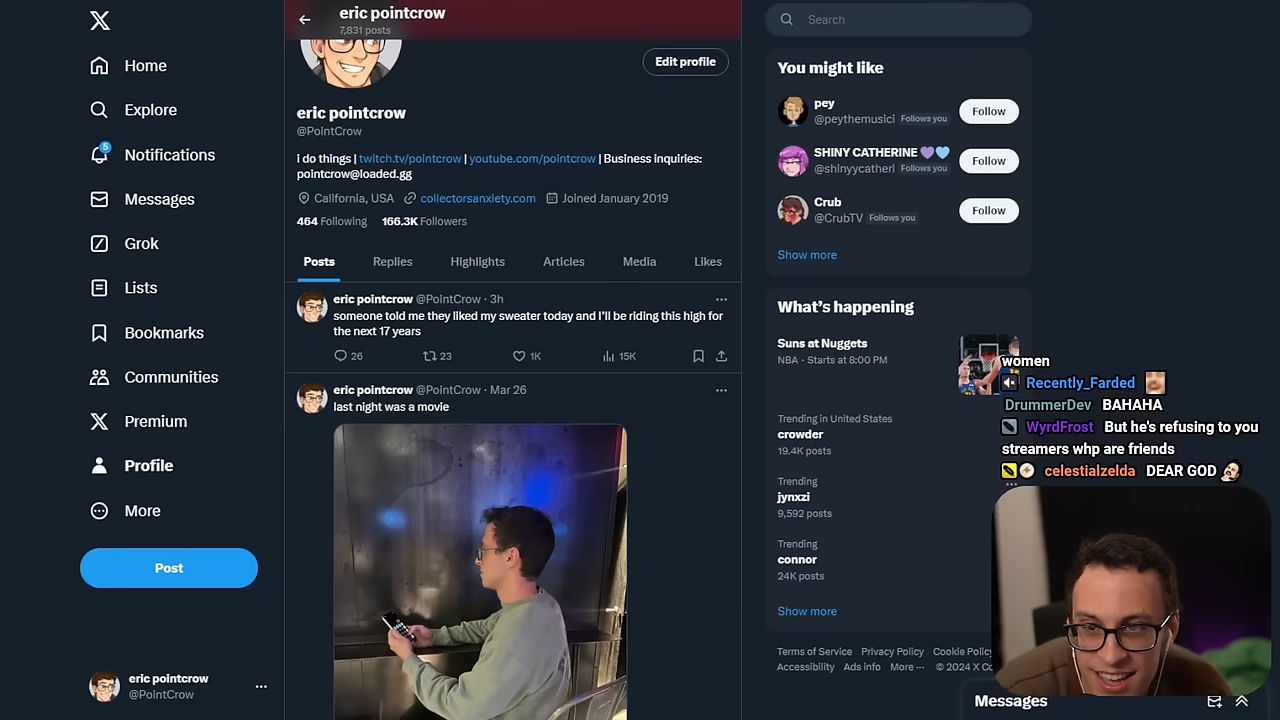 Home
Explore
5
Notifications
Messages
Grok
Lists
Bookmarks
Communities
Premium
Profile
More
Post
eric pointcrow
@PointCrow
eric pointcrow
7,831 posts
Edit profile
eric pointcrow
@PointCrow
i do things | twitch.tv/pointcrow | youtube.com/pointcrow | Business inquiries:
pointcrow@loaded.gg
Calfornia, USA collectorsanxiety.com Joined January 2019
464 Following 166.3K Followers
Posts Replies Highlights Articles Media Likes
eric pointcrow @PointCrow · 3h
someone told me they liked my sweater today and I'll be riding this high for
the next 17 years
26 23 1K 15K
eric pointcrow @PointCrow · Mar 26
last night was a movie
Search
You might like
pey
@peythemusici Follows you
Follow
SHINY CATHERINE 💜💙
@shinyycatheri Follows you
Follow
Crub
@CrubTV Follows you
Follow
Show more
What's happening
Suns at Nuggets
NBA · Starts at 8:00 PM
Trending in United States
crowder
19.4K posts
Trending
jynxzi
9,592 posts
Trending
connor
24K posts
Show more
Terms of Service Privacy Policy Cookie Policy
Accessibility Ads info More ··· © 2024 X Co
Messages
women
Recently_Farded
DrummerDev BAHAHA
WyrdFrost But he's refusing to you
streamers whp are friends
celestialzelda DEAR GOD